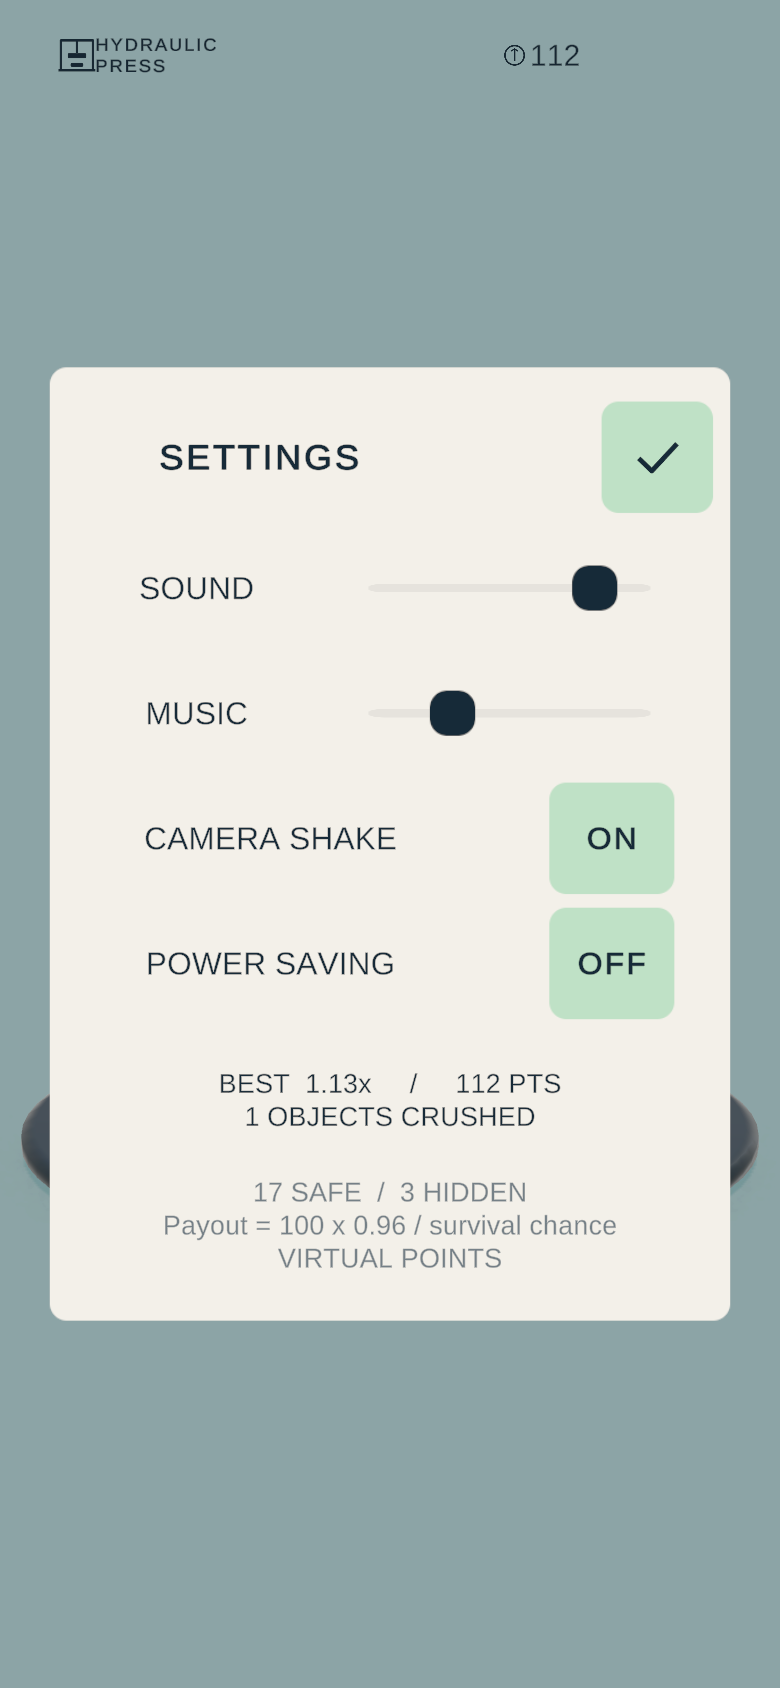 HYDRAULIC
PRESS
112
SETTINGS
SOUND
MUSIC
CAMERA SHAKE ON
POWER SAVING OFF
BEST 1.13x / 112 PTS
1 OBJECTS CRUSHED
17 SAFE / 3 HIDDEN
Payout = 100 x 0.96 / survival chance
VIRTUAL POINTS